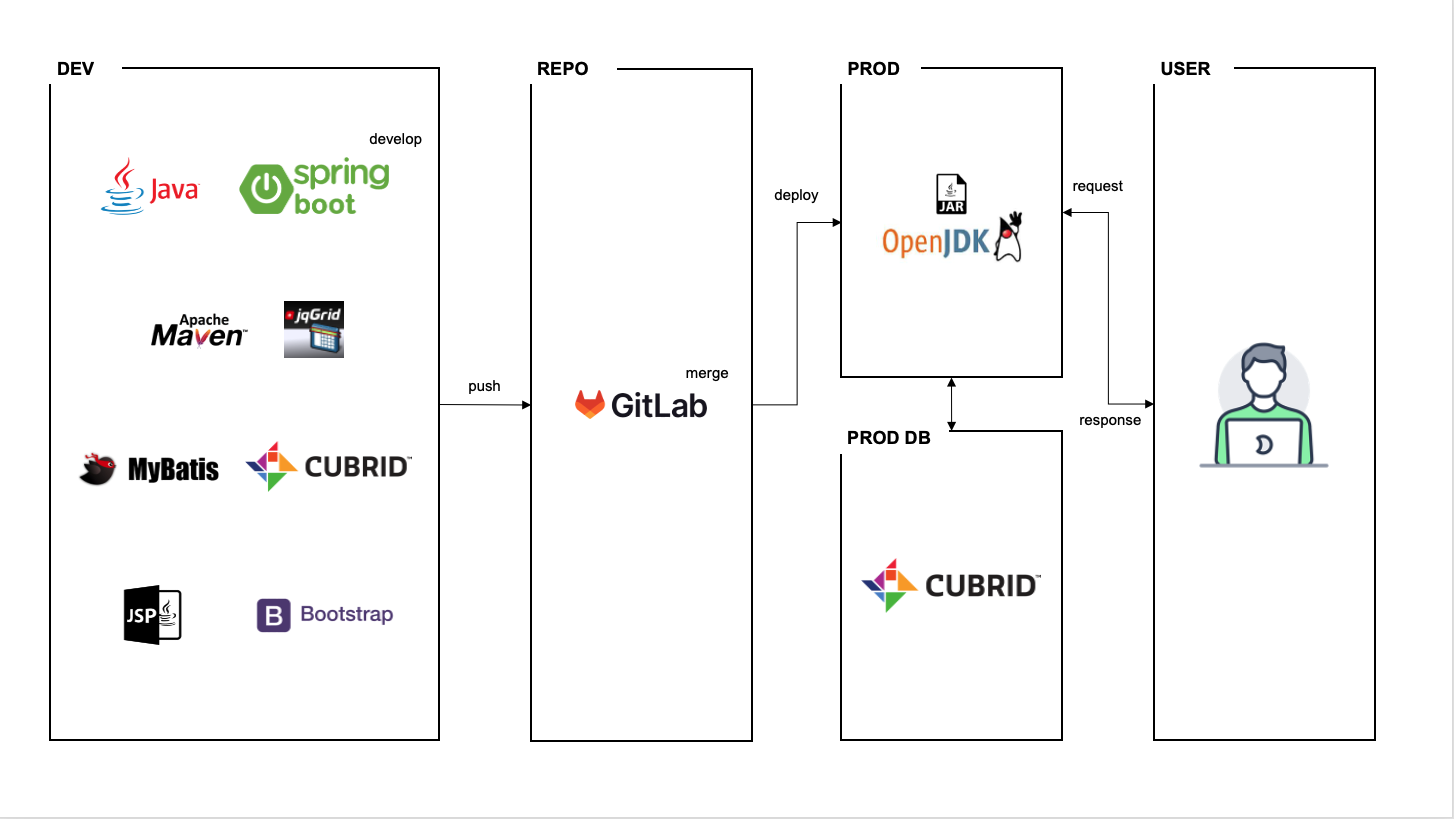 DEV
develop
Java
spring
boot
Apache
Maven™
jqGrid
MyBatis
CUBRID™
JSP
B Bootstrap
push
REPO
merge
GitLab
deploy
PROD
JAR
OpenJDK
PROD DB
CUBRID™
request
response
USER